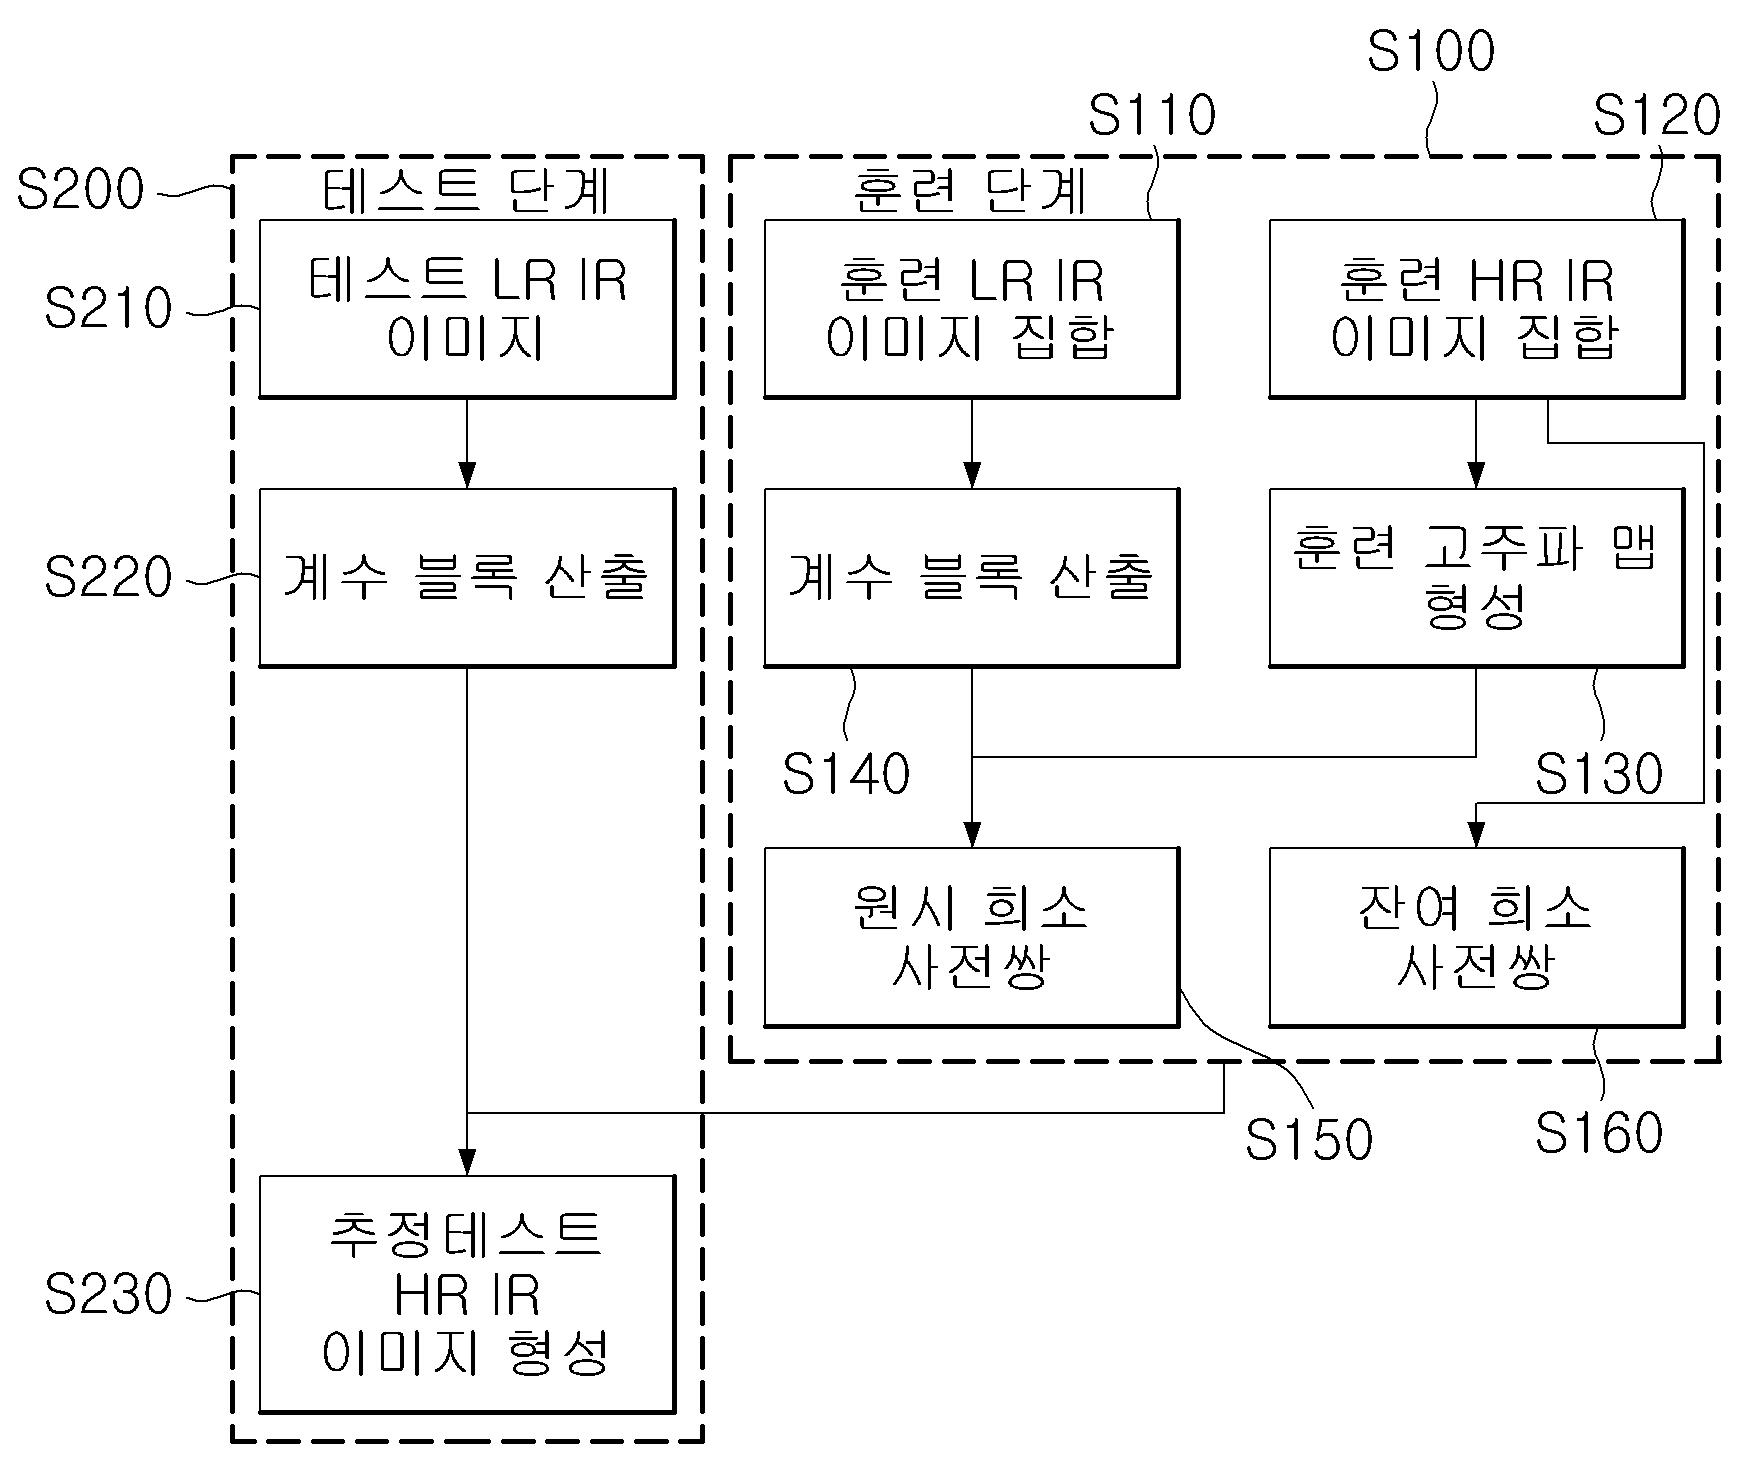 S100
S110
S120
S200
테스트 단계
훈련 단계
S210
테스트 LR IR
이미지
훈련 LR IR
이미지 집합
훈련 HR IR
이미지 집합
S220
계수 블록 산출
계수 블록 산출
훈련 고주파 맵
형성
S140
S130
원시 희소
사전쌍
잔여 희소
사전쌍
S150
S160
S230
추정테스트
HR IR
이미지 형성